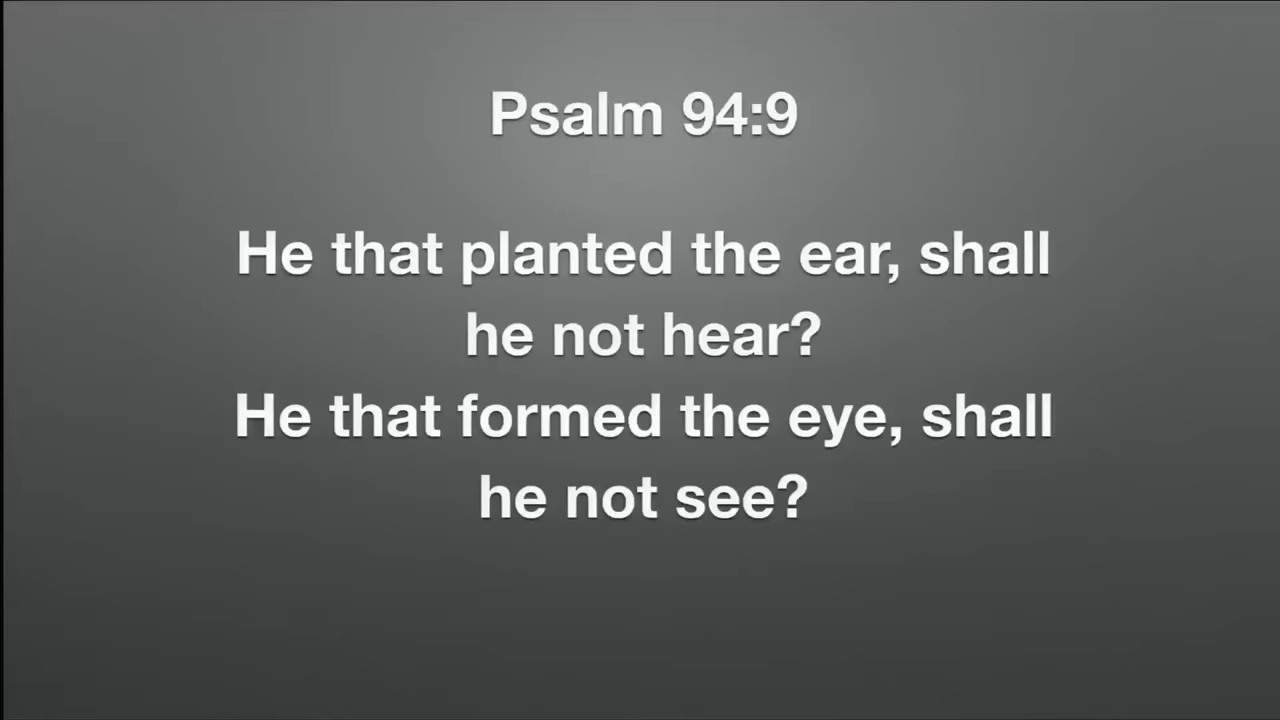 Psalm 94:9
He that planted the ear, shall
he not hear?
He that formed the eye, shall
he not see?